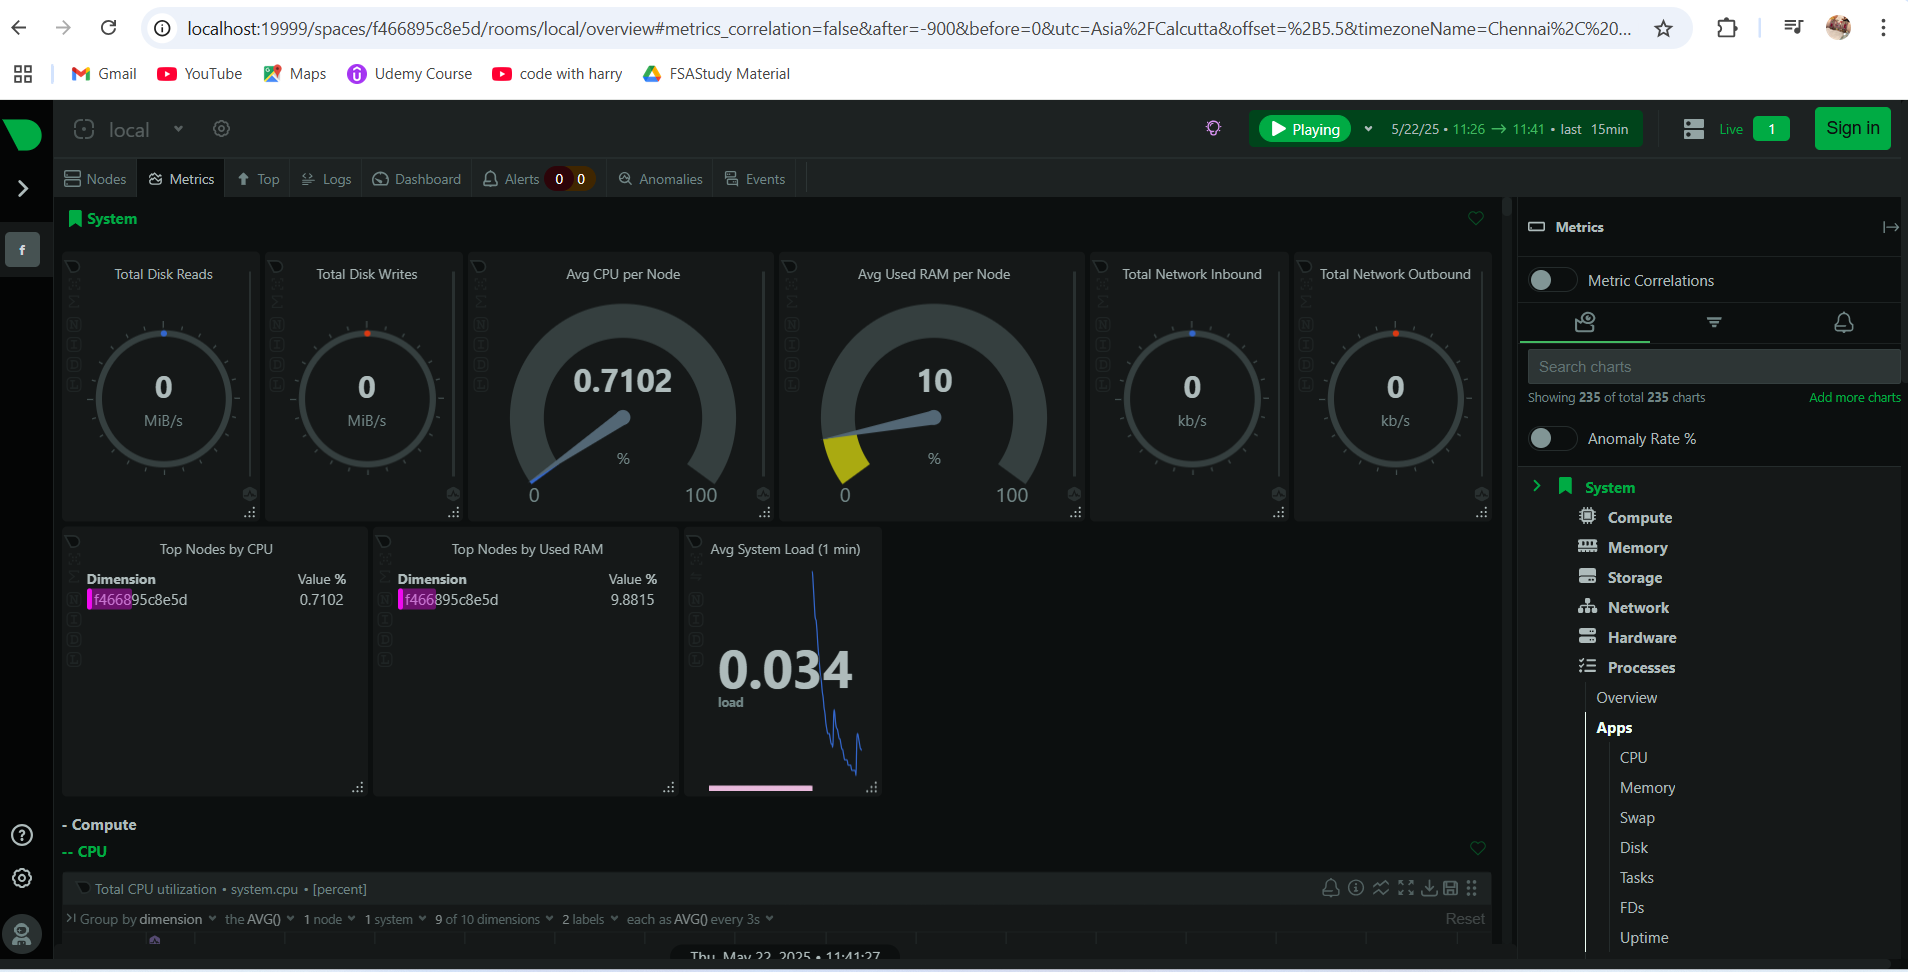 localhost:19999/spaces/f466895c8e5d/rooms/local/overview#metrics_correlation=false&after=-900&before=0&utc=Asia%2FCalcutta&offset=%2B5.5&timezoneName=Chennai%2C%20...
Gmail YouTube Maps Udemy Course code with harry FSAStudy Material
local Playing 5/22/25 • 11:26 → 11:41 • last 15min Live 1 Sign in
Nodes Metrics Top Logs Dashboard Alerts 0 0 Anomalies Events
f
System
Total Disk Reads
0
MiB/s
Total Disk Writes
0
MiB/s
Avg CPU per Node
0.7102
%
0 100
Avg Used RAM per Node
10
%
0 100
Total Network Inbound
0
kb/s
Total Network Outbound
0
kb/s
Top Nodes by CPU
Dimension Value %
f466895c8e5d 0.7102
Top Nodes by Used RAM
Dimension Value %
f466895c8e5d 9.8815
Avg System Load (1 min)
0.034
load
- Compute
-- CPU
Total CPU utilization • system.cpu • [percent]
Group by dimension the AVG() 1 node 1 system 9 of 10 dimensions 2 labels each as AVG() every 3s Reset
Thu, May 22, 2025 • 11:41:27
Metrics
Metric Correlations
Search charts
Showing 235 of total 235 charts Add more charts
Anomaly Rate %
System
Compute
Memory
Storage
Network
Hardware
Processes
Overview
Apps
CPU
Memory
Swap
Disk
Tasks
FDs
Uptime